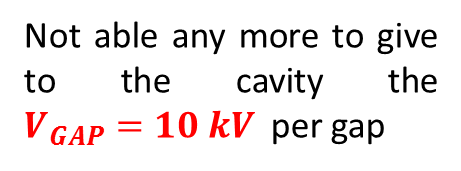 Not able any more to give
to the cavity the
V_GAP = 10 kV per gap